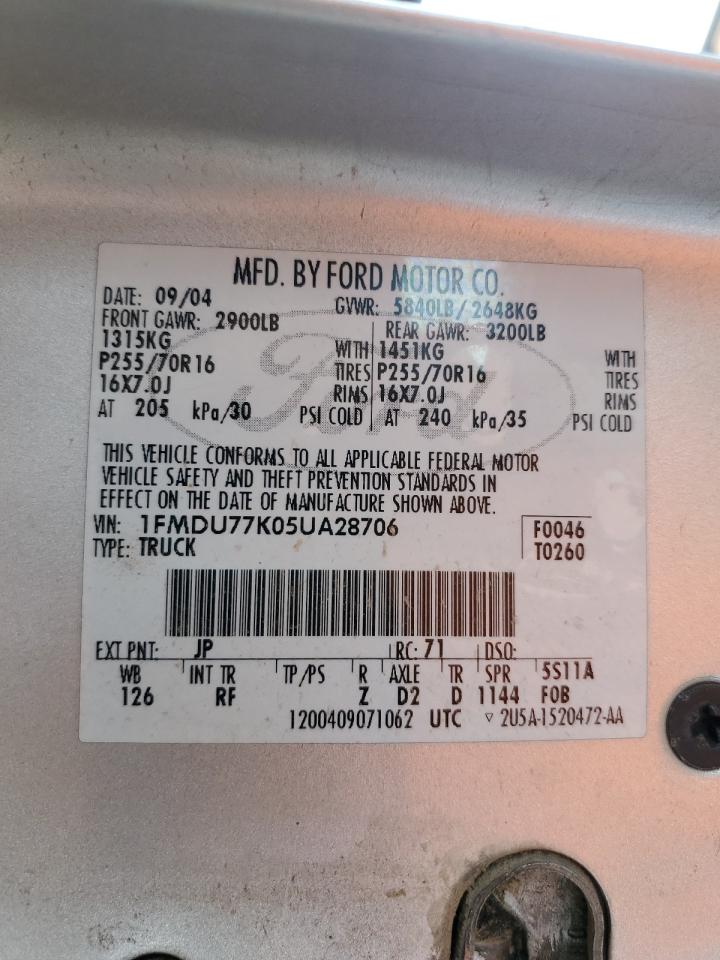 MFD. BY FORD MOTOR CO.
DATE: 09/04 GVWR: 5840LB/2648KG
FRONT GAWR: 2900LB REAR GAWR: 3200LB
1315KG WITH 1451KG WITH
P255/70R16 TIRES P255/70R16 TIRES
16X7.0J RIMS 16X7.0J RIMS
AT 205 kPa/30 PSI COLD AT 240 kPa/35 PSI COLD
Ford
THIS VEHICLE CONFORMS TO ALL APPLICABLE FEDERAL MOTOR
VEHICLE SAFETY AND THEFT PREVENTION STANDARDS IN
EFFECT ON THE DATE OF MANUFACTURE SHOWN ABOVE.
VIN: 1FMDU77K05UA28706 F0046
TYPE: TRUCK T0260
EXT PNT: JP RC: 71 DSO:
WB INT TR TP/PS R AXLE TR SPR 5S11A
126 RF Z D2 D 1144 FOB
1200409071062 UTC ▽ 2U5A-1520472-AA